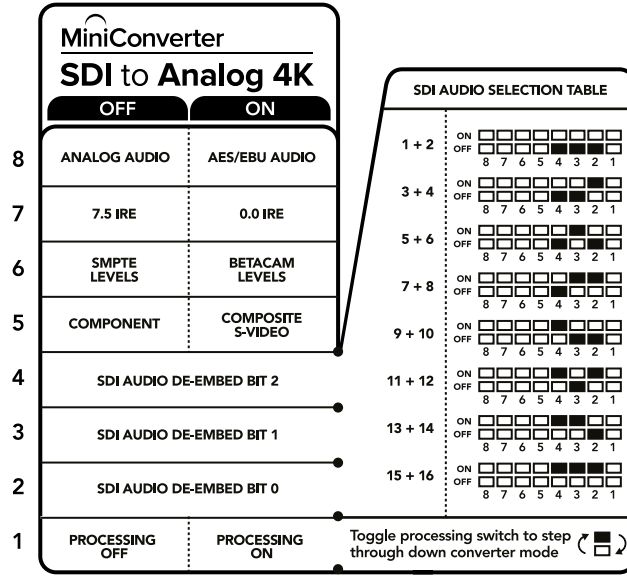 MiniConverter
SDI to Analog 4K
OFF ON
8 ANALOG AUDIO AES/EBU AUDIO
7 7.5 IRE 0.0 IRE
6 SMPTE LEVELS BETACAM LEVELS
5 COMPONENT COMPOSITE S-VIDEO
4 SDI AUDIO DE-EMBED BIT 2
3 SDI AUDIO DE-EMBED BIT 1
2 SDI AUDIO DE-EMBED BIT 0
1 PROCESSING OFF PROCESSING ON
SDI AUDIO SELECTION TABLE
1 + 2 ON
OFF
8 7 6 5 4 3 2 1
3 + 4 ON
OFF
8 7 6 5 4 3 2 1
5 + 6 ON
OFF
8 7 6 5 4 3 2 1
7 + 8 ON
OFF
8 7 6 5 4 3 2 1
9 + 10 ON
OFF
8 7 6 5 4 3 2 1
11 + 12 ON
OFF
8 7 6 5 4 3 2 1
13 + 14 ON
OFF
8 7 6 5 4 3 2 1
15 + 16 ON
OFF
8 7 6 5 4 3 2 1
Toggle processing switch to step
through down converter mode